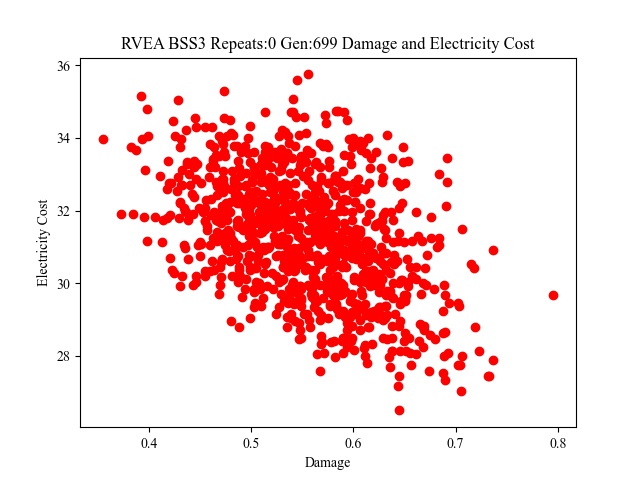 RVEA BSS3 Repeats:0 Gen:699 Damage and Electricity Cost
36
34
32
30
28
Electricity Cost
0.4 0.5 0.6 0.7 0.8
Damage